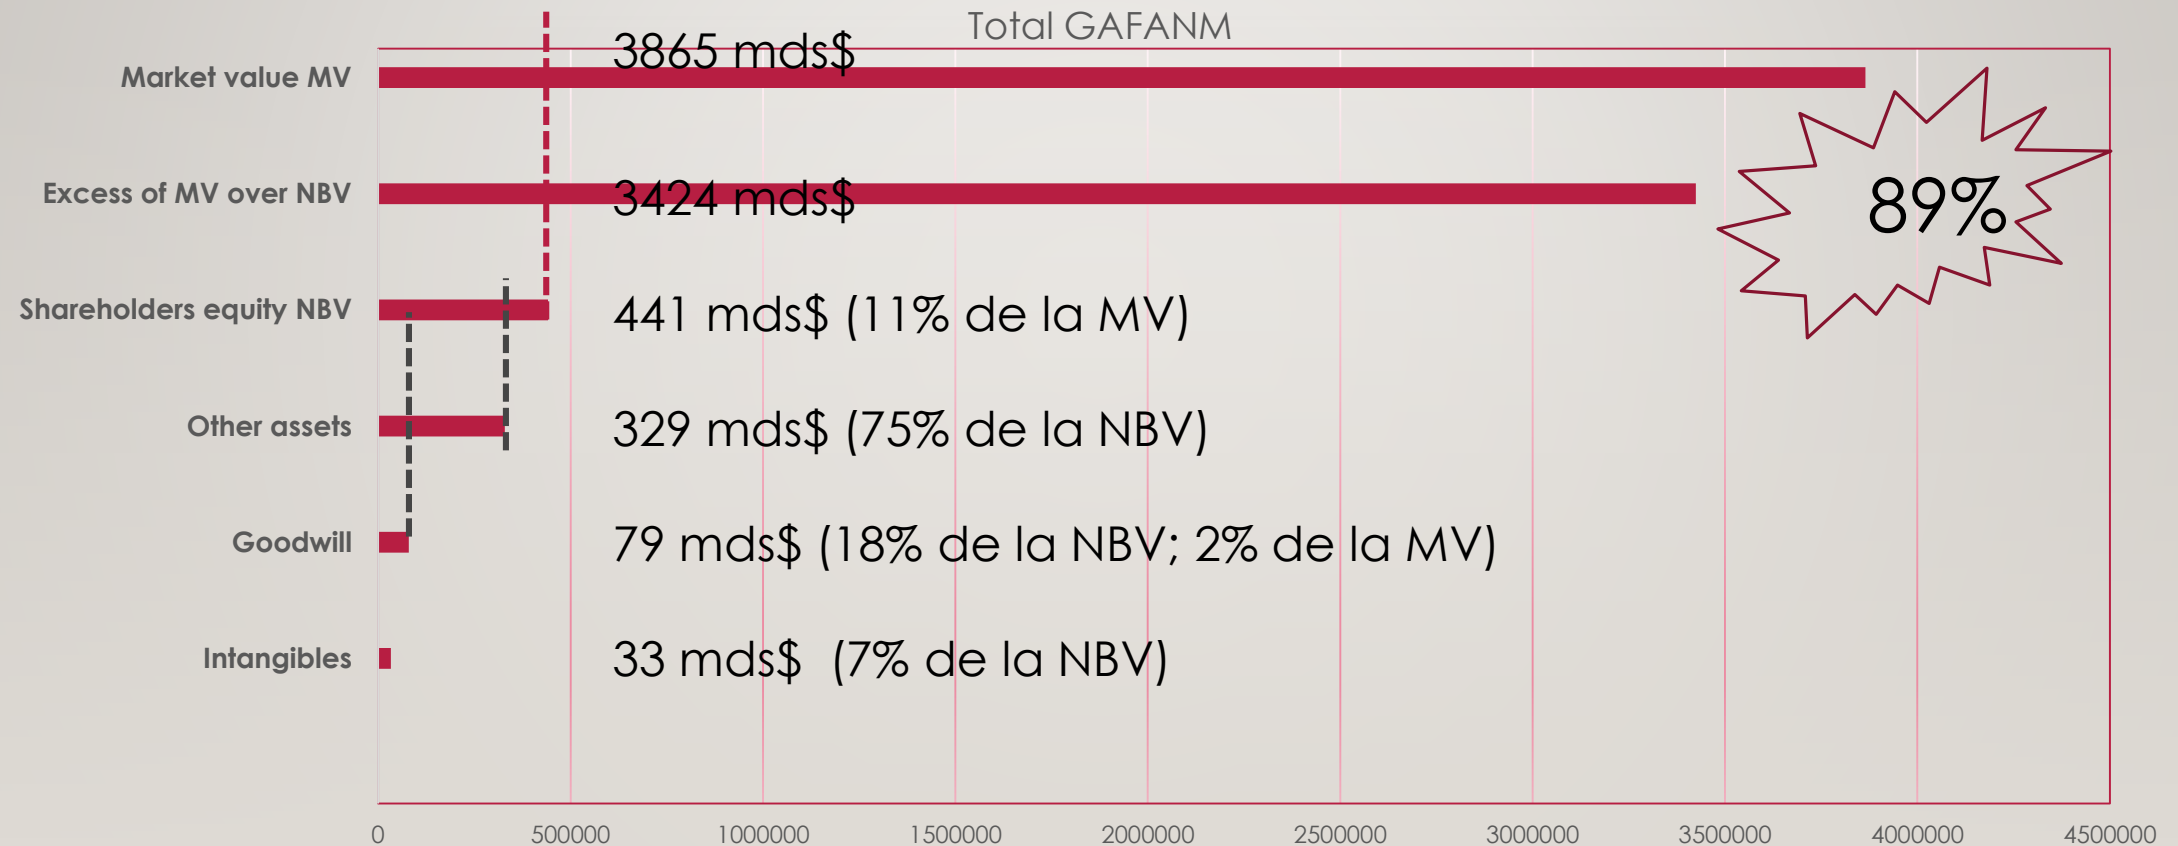 Total GAFANM
Market value MV
3865 mds$
Excess of MV over NBV
3424 mds$
89%
Shareholders equity NBV
441 mds$ (11% de la MV)
Other assets
329 mds$ (75% de la NBV)
Goodwill
79 mds$ (18% de la NBV; 2% de la MV)
Intangibles
33 mds$  (7% de la NBV)
0 500000 1000000 1500000 2000000 2500000 3000000 3500000 4000000 4500000